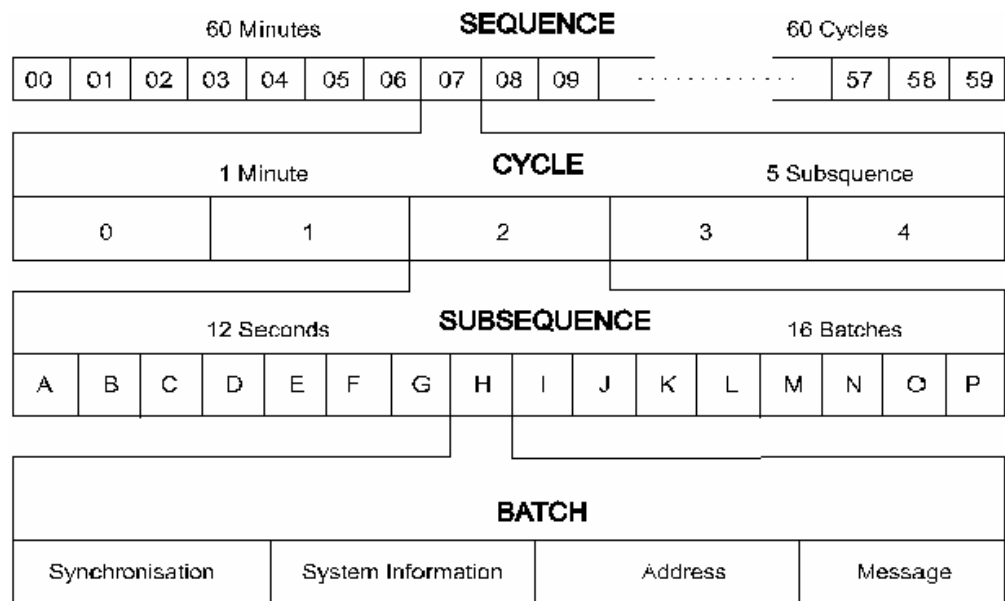 60 Minutes SEQUENCE 60 Cycles
00 01 02 03 04 05 06 07 08 09 57 58 59
1 Minute CYCLE 5 Subsquence
0 1 2 3 4
12 Seconds SUBSEQUENCE 16 Batches
A B C D E F G H I J K L M N O P
BATCH
Synchronisation System Information Address Message